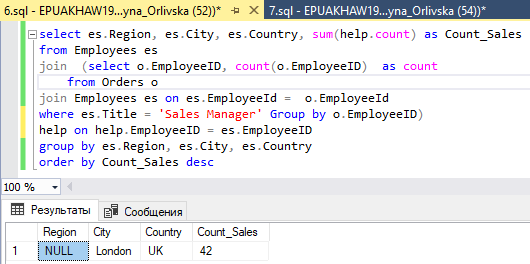 6.sql - EPUAKHAW19...yna_Orlivska (52))* 7.sql - EPUAKHAW19...yna_Orlivska (54))*
select es.Region, es.City, es.Country, sum(help.count) as Count_Sales
from Employees es
join (select o.EmployeeID, count(o.EmployeeID) as count
from Orders o
join Employees es on es.EmployeeId = o.EmployeeId
where es.Title = 'Sales Manager' Group by o.EmployeeID)
help on help.EmployeeID = es.EmployeeID
group by es.Region, es.City, es.Country
order by Count_Sales desc
100 %
Результаты Сообщения
Region City Country Count_Sales
1 NULL London UK 42